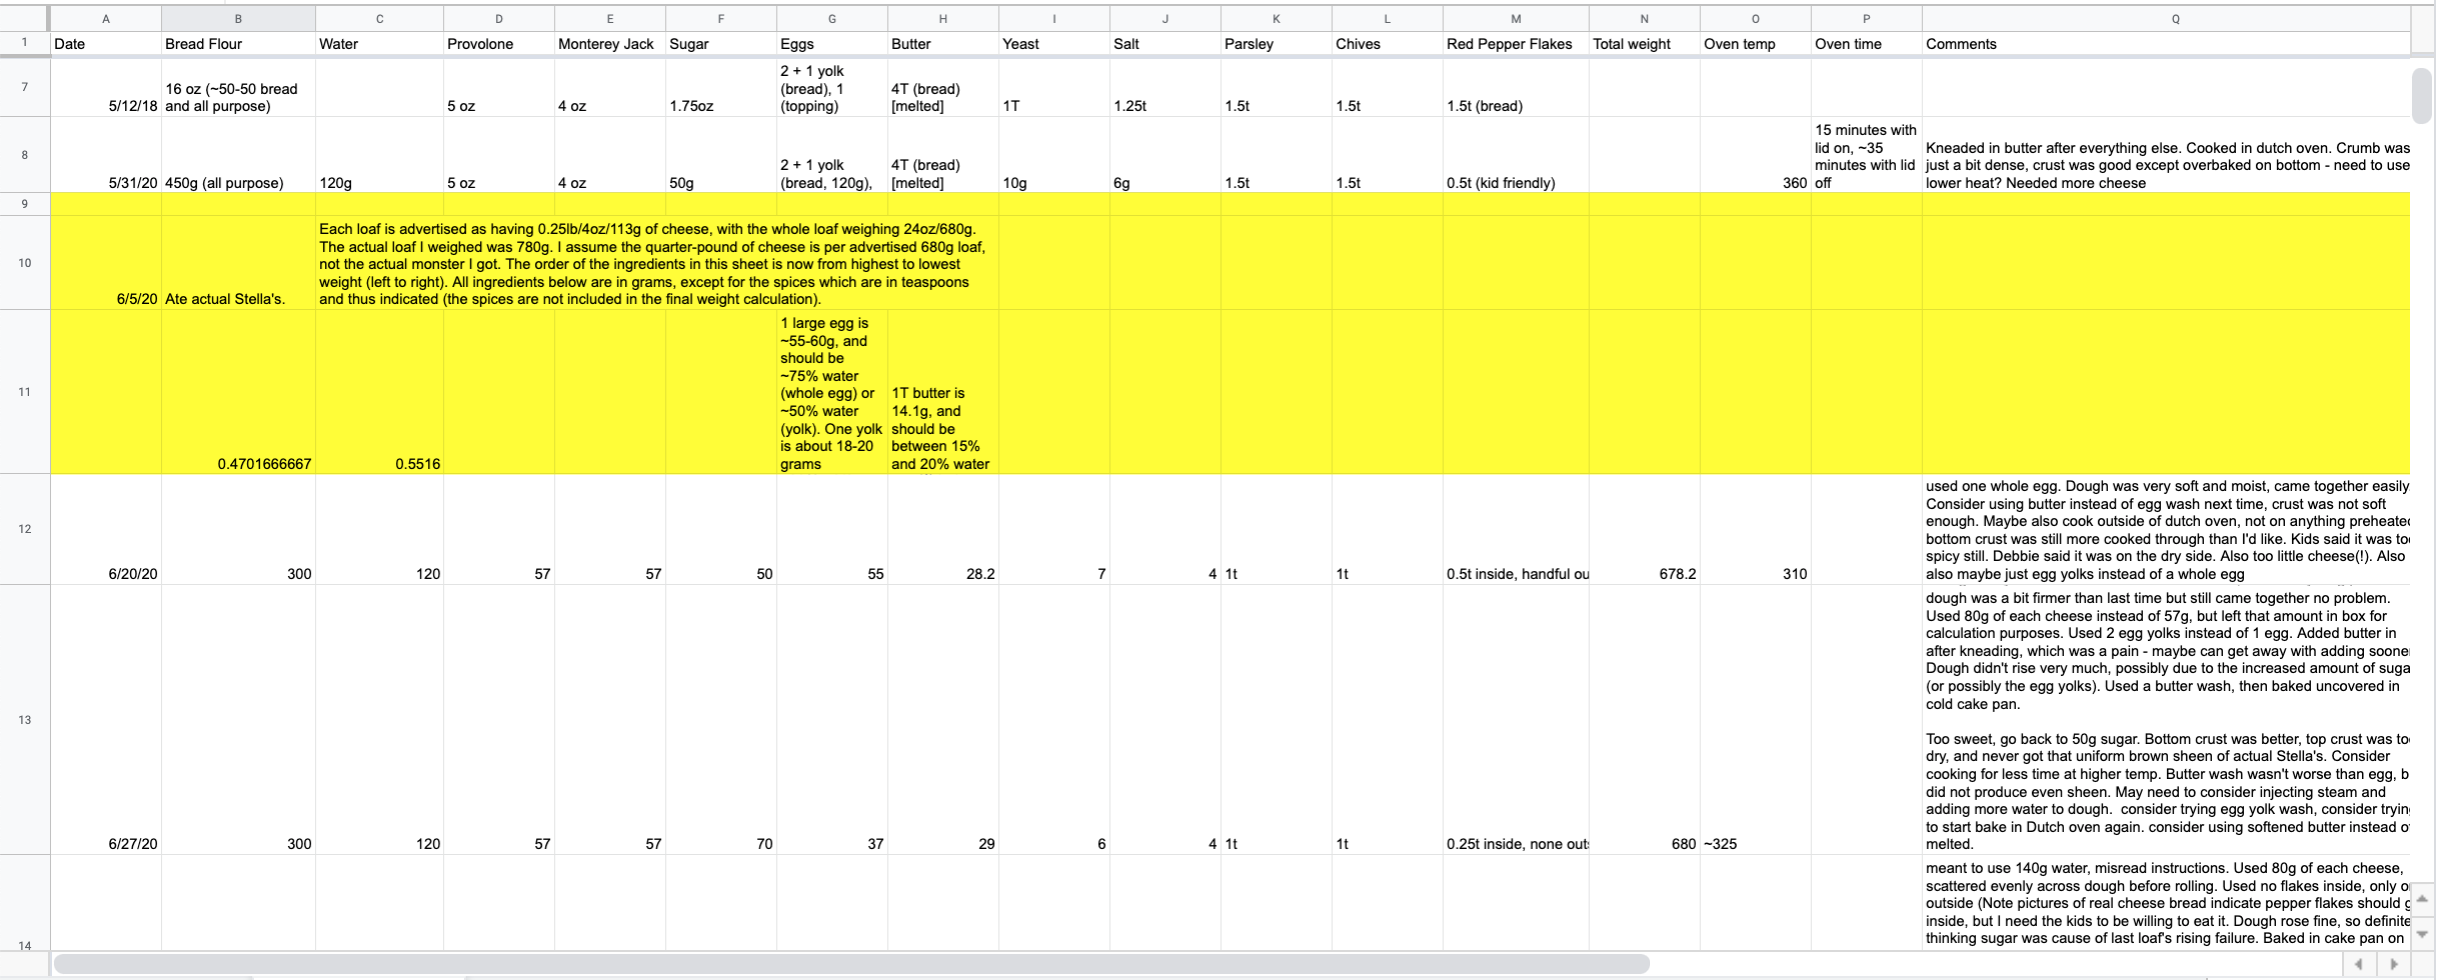 A B C D E F G H I J K L M N O P Q
1 Date Bread Flour Water Provolone Monterey Jack Sugar Eggs Butter Yeast Salt Parsley Chives Red Pepper Flakes Total weight Oven temp Oven time Comments
7
5/12/18
16 oz (~50-50 bread
and all purpose)
5 oz
4 oz
1.75oz
2 + 1 yolk
(bread), 1
(topping)
4T (bread)
[melted]
1T
1.25t
1.5t
1.5t
1.5t (bread)
8
5/31/20
450g (all purpose)
120g
5 oz
4 oz
50g
2 + 1 yolk
(bread, 120g),
4T (bread)
[melted]
10g
6g
1.5t
1.5t
0.5t (kid friendly)
360
15 minutes with
lid on, ~35
minutes with lid
off
Kneaded in butter after everything else. Cooked in dutch oven. Crumb was
just a bit dense, crust was good except overbaked on bottom - need to use
lower heat? Needed more cheese
9
10
6/5/20
Ate actual Stella's.
Each loaf is advertised as having 0.25lb/4oz/113g of cheese, with the whole loaf weighing 24oz/680g.
The actual loaf I weighed was 780g. I assume the quarter-pound of cheese is per advertised 680g loaf,
not the actual monster I got. The order of the ingredients in this sheet is now from highest to lowest
weight (left to right). All ingredients below are in grams, except for the spices which are in teaspoons
and thus indicated (the spices are not included in the final weight calculation).
11
0.4701666667
0.5516
1 large egg is
~55-60g, and
should be
~75% water
(whole egg) or
~50% water
(yolk). One yolk
is about 18-20
grams
1T butter is
14.1g, and
should be
between 15%
and 20% water
12
6/20/20
300
120
57
57
50
55
28.2
7
4
1t
1t
0.5t inside, handful ou
678.2
310
used one whole egg. Dough was very soft and moist, came together easily
Consider using butter instead of egg wash next time, crust was not soft
enough. Maybe also cook outside of dutch oven, not on anything preheate
bottom crust was still more cooked through than I'd like. Kids said it was to
spicy still. Debbie said it was on the dry side. Also too little cheese(!). Also
also maybe just egg yolks instead of a whole egg
13
6/27/20
300
120
57
57
70
37
29
6
4
1t
1t
0.25t inside, none out
680
~325
dough was a bit firmer than last time but still came together no problem.
Used 80g of each cheese instead of 57g, but left that amount in box for
calculation purposes. Used 2 egg yolks instead of 1 egg. Added butter in
after kneading, which was a pain - maybe can get away with adding soone
Dough didn't rise very much, possibly due to the increased amount of suga
(or possibly the egg yolks). Used a butter wash, then baked uncovered in
cold cake pan.
Too sweet, go back to 50g sugar. Bottom crust was better, top crust was to
dry, and never got that uniform brown sheen of actual Stella's. Consider
cooking for less time at higher temp. Butter wash wasn't worse than egg, b
did not produce even sheen. May need to consider injecting steam and
adding more water to dough. consider trying egg yolk wash, consider tryin
to start bake in Dutch oven again. consider using softened butter instead o
melted.
14
meant to use 140g water, misread instructions. Used 80g of each cheese,
scattered evenly across dough before rolling. Used no flakes inside, only o
outside (Note pictures of real cheese bread indicate pepper flakes should g
inside, but I need the kids to be willing to eat it. Dough rose fine, so definite
thinking sugar was cause of last loaf's rising failure. Baked in cake pan on